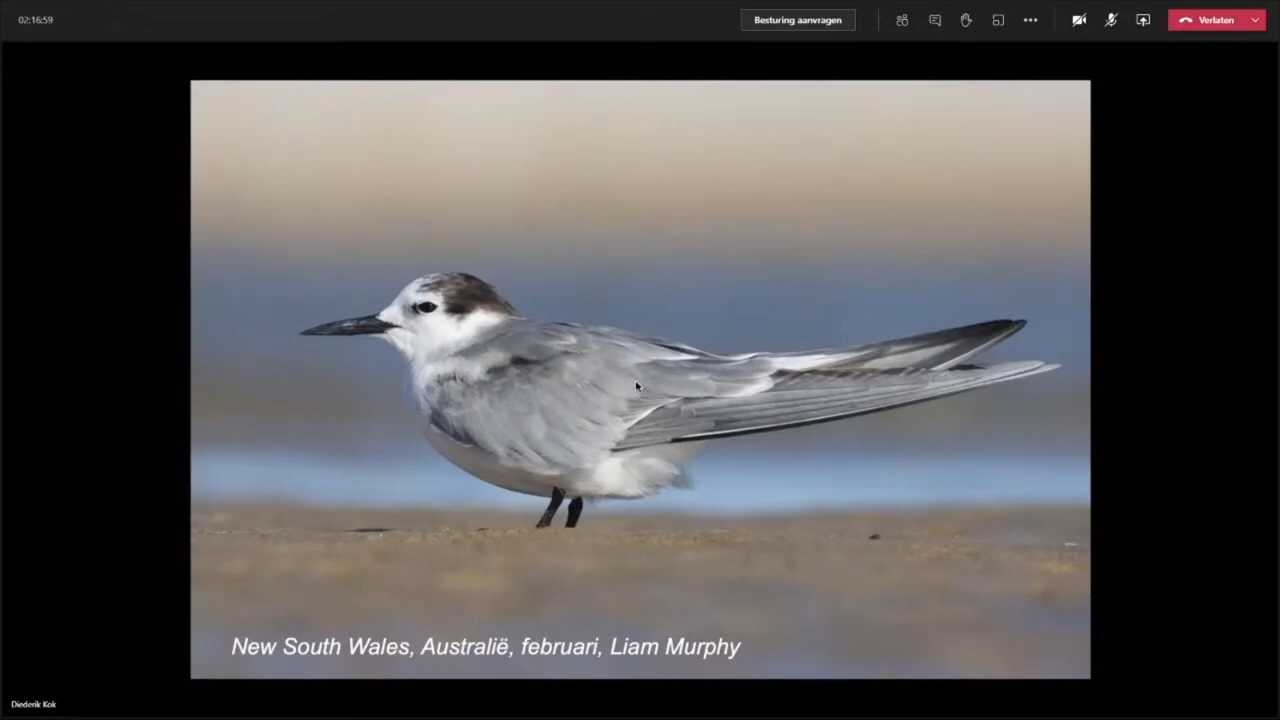 02:16:59
Besturing aanvragen
Verlaten
New South Wales, Australië, februari, Liam Murphy
Diederik Kok